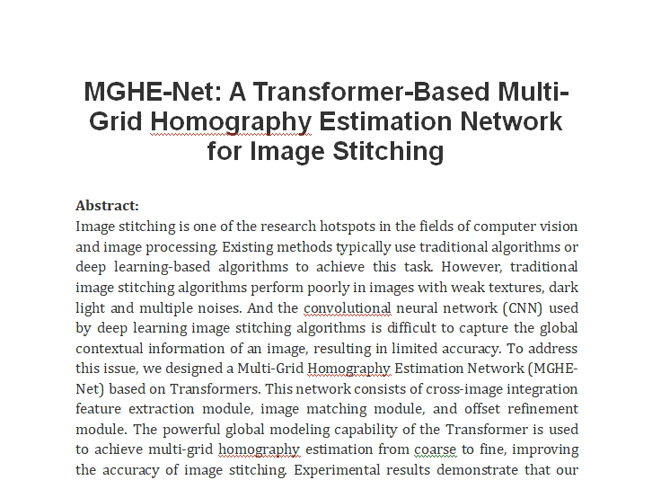 MGHE-Net: A Transformer-Based Multi-
Grid Homography Estimation Network
for Image Stitching
Abstract:
Image stitching is one of the research hotspots in the fields of computer vision
and image processing. Existing methods typically use traditional algorithms or
deep learning-based algorithms to achieve this task. However, traditional
image stitching algorithms perform poorly in images with weak textures, dark
light and multiple noises. And the convolutional neural network (CNN) used
by deep learning image stitching algorithms is difficult to capture the global
contextual information of an image, resulting in limited accuracy. To address
this issue, we designed a Multi-Grid Homography Estimation Network (MGHE-
Net) based on Transformers. This network consists of cross-image integration
feature extraction module, image matching module, and offset refinement
module. The powerful global modeling capability of the Transformer is used
to achieve multi-grid homography estimation from coarse to fine, improving
the accuracy of image stitching. Experimental results demonstrate that our